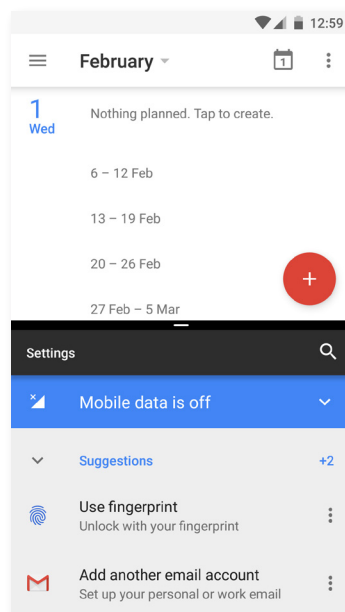 12:59
February
1
1
Wed
Nothing planned. Tap to create.
6 – 12 Feb
13 – 19 Feb
20 – 26 Feb
27 Feb – 5 Mar
Settings
Mobile data is off
Suggestions
+2
Use fingerprint
Unlock with your fingerprint
Add another email account
Set up your personal or work email